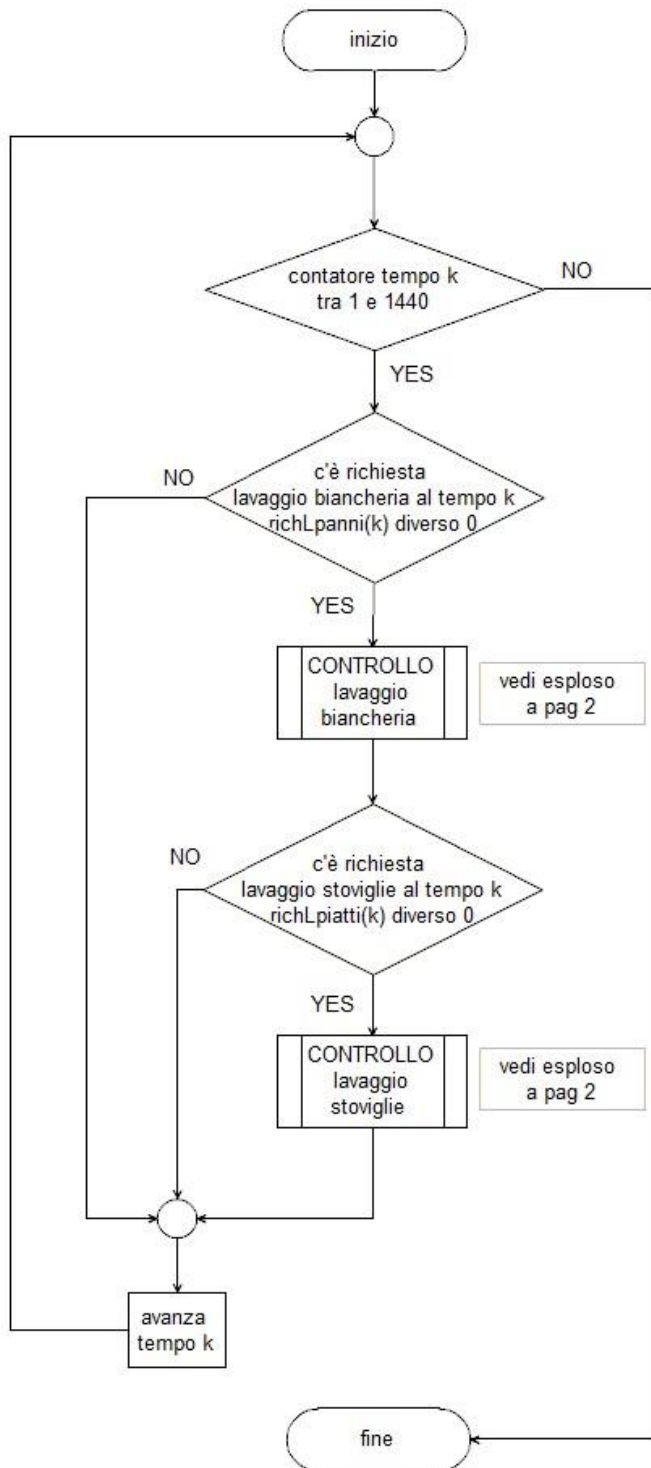 inizio
contatore tempo k
tra 1 e 1440
NO
YES
c'è richiesta
lavaggio biancheria al tempo k
richLpanni(k) diverso 0
NO
YES
CONTROLLO
lavaggio
biancheria
vedi esploso
a pag 2
c'è richiesta
lavaggio stoviglie al tempo k
richLpiatti(k) diverso 0
NO
YES
CONTROLLO
lavaggio
stoviglie
vedi esploso
a pag 2
avanza
tempo k
fine